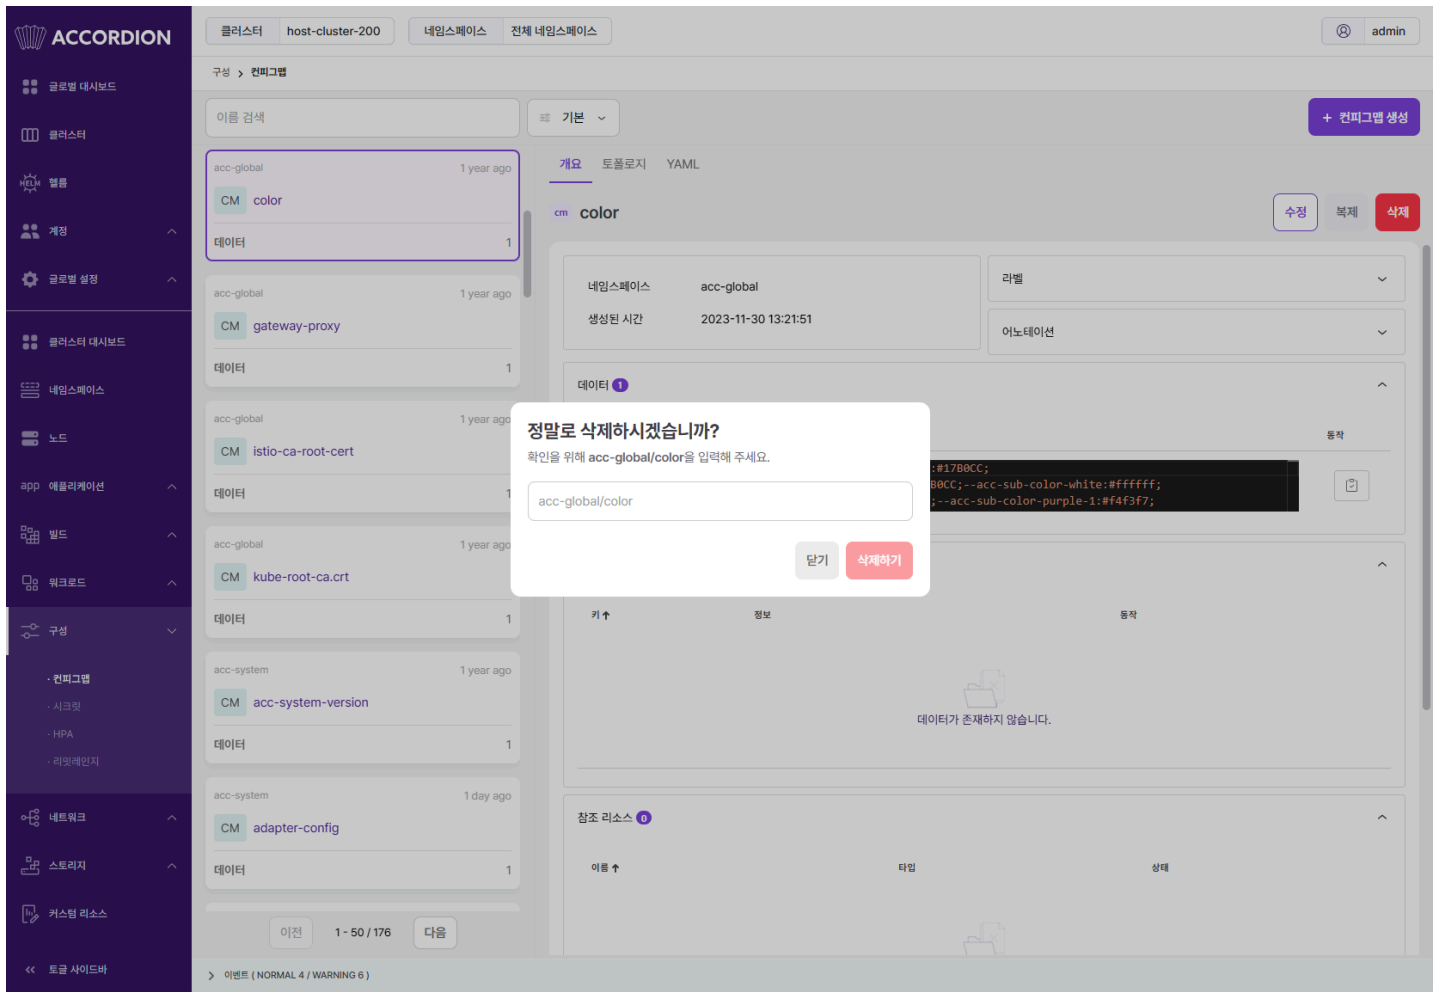 ACCORDION
글로벌 대시보드
클러스터
HELM 헬름
계정
글로벌 설정
클러스터 대시보드
네임스페이스
노드
app 애플리케이션
빌드
워크로드
구성
· 컨피그맵
· 시크릿
· HPA
· 리밋레인지
네트워크
스토리지
커스텀 리소스
토글 사이드바
클러스터 host-cluster-200 네임스페이스 전체 네임스페이스 admin
구성 > 컨피그맵
이름 검색 기본 + 컨피그맵 생성
acc-global 1 year ago
CM color
데이터 1
acc-global 1 year ago
CM gateway-proxy
데이터 1
acc-global 1 year ago
CM istio-ca-root-cert
데이터 1
acc-global 1 year ago
CM kube-root-ca.crt
데이터 1
acc-system 1 year ago
CM acc-system-version
데이터 1
acc-system 1 day ago
CM adapter-config
데이터 1
이전 1 - 50 / 176 다음
개요 토폴로지 YAML
cm color 수정 복제 삭제
네임스페이스 acc-global
생성된 시간 2023-11-30 13:21:51
라벨
어노테이션
데이터 1
동작
:#17B0CC;
B0CC;--acc-sub-color-white:#ffffff;
;--acc-sub-color-purple-1:#f4f3f7;
정말로 삭제하시겠습니까?
확인을 위해 acc-global/color을 입력해 주세요.
acc-global/color
닫기 삭제하기
키↑ 정보 동작
데이터가 존재하지 않습니다.
참조 리소스 0
이름↑ 타입 상태
> 이벤트 ( NORMAL 4 / WARNING 6 )